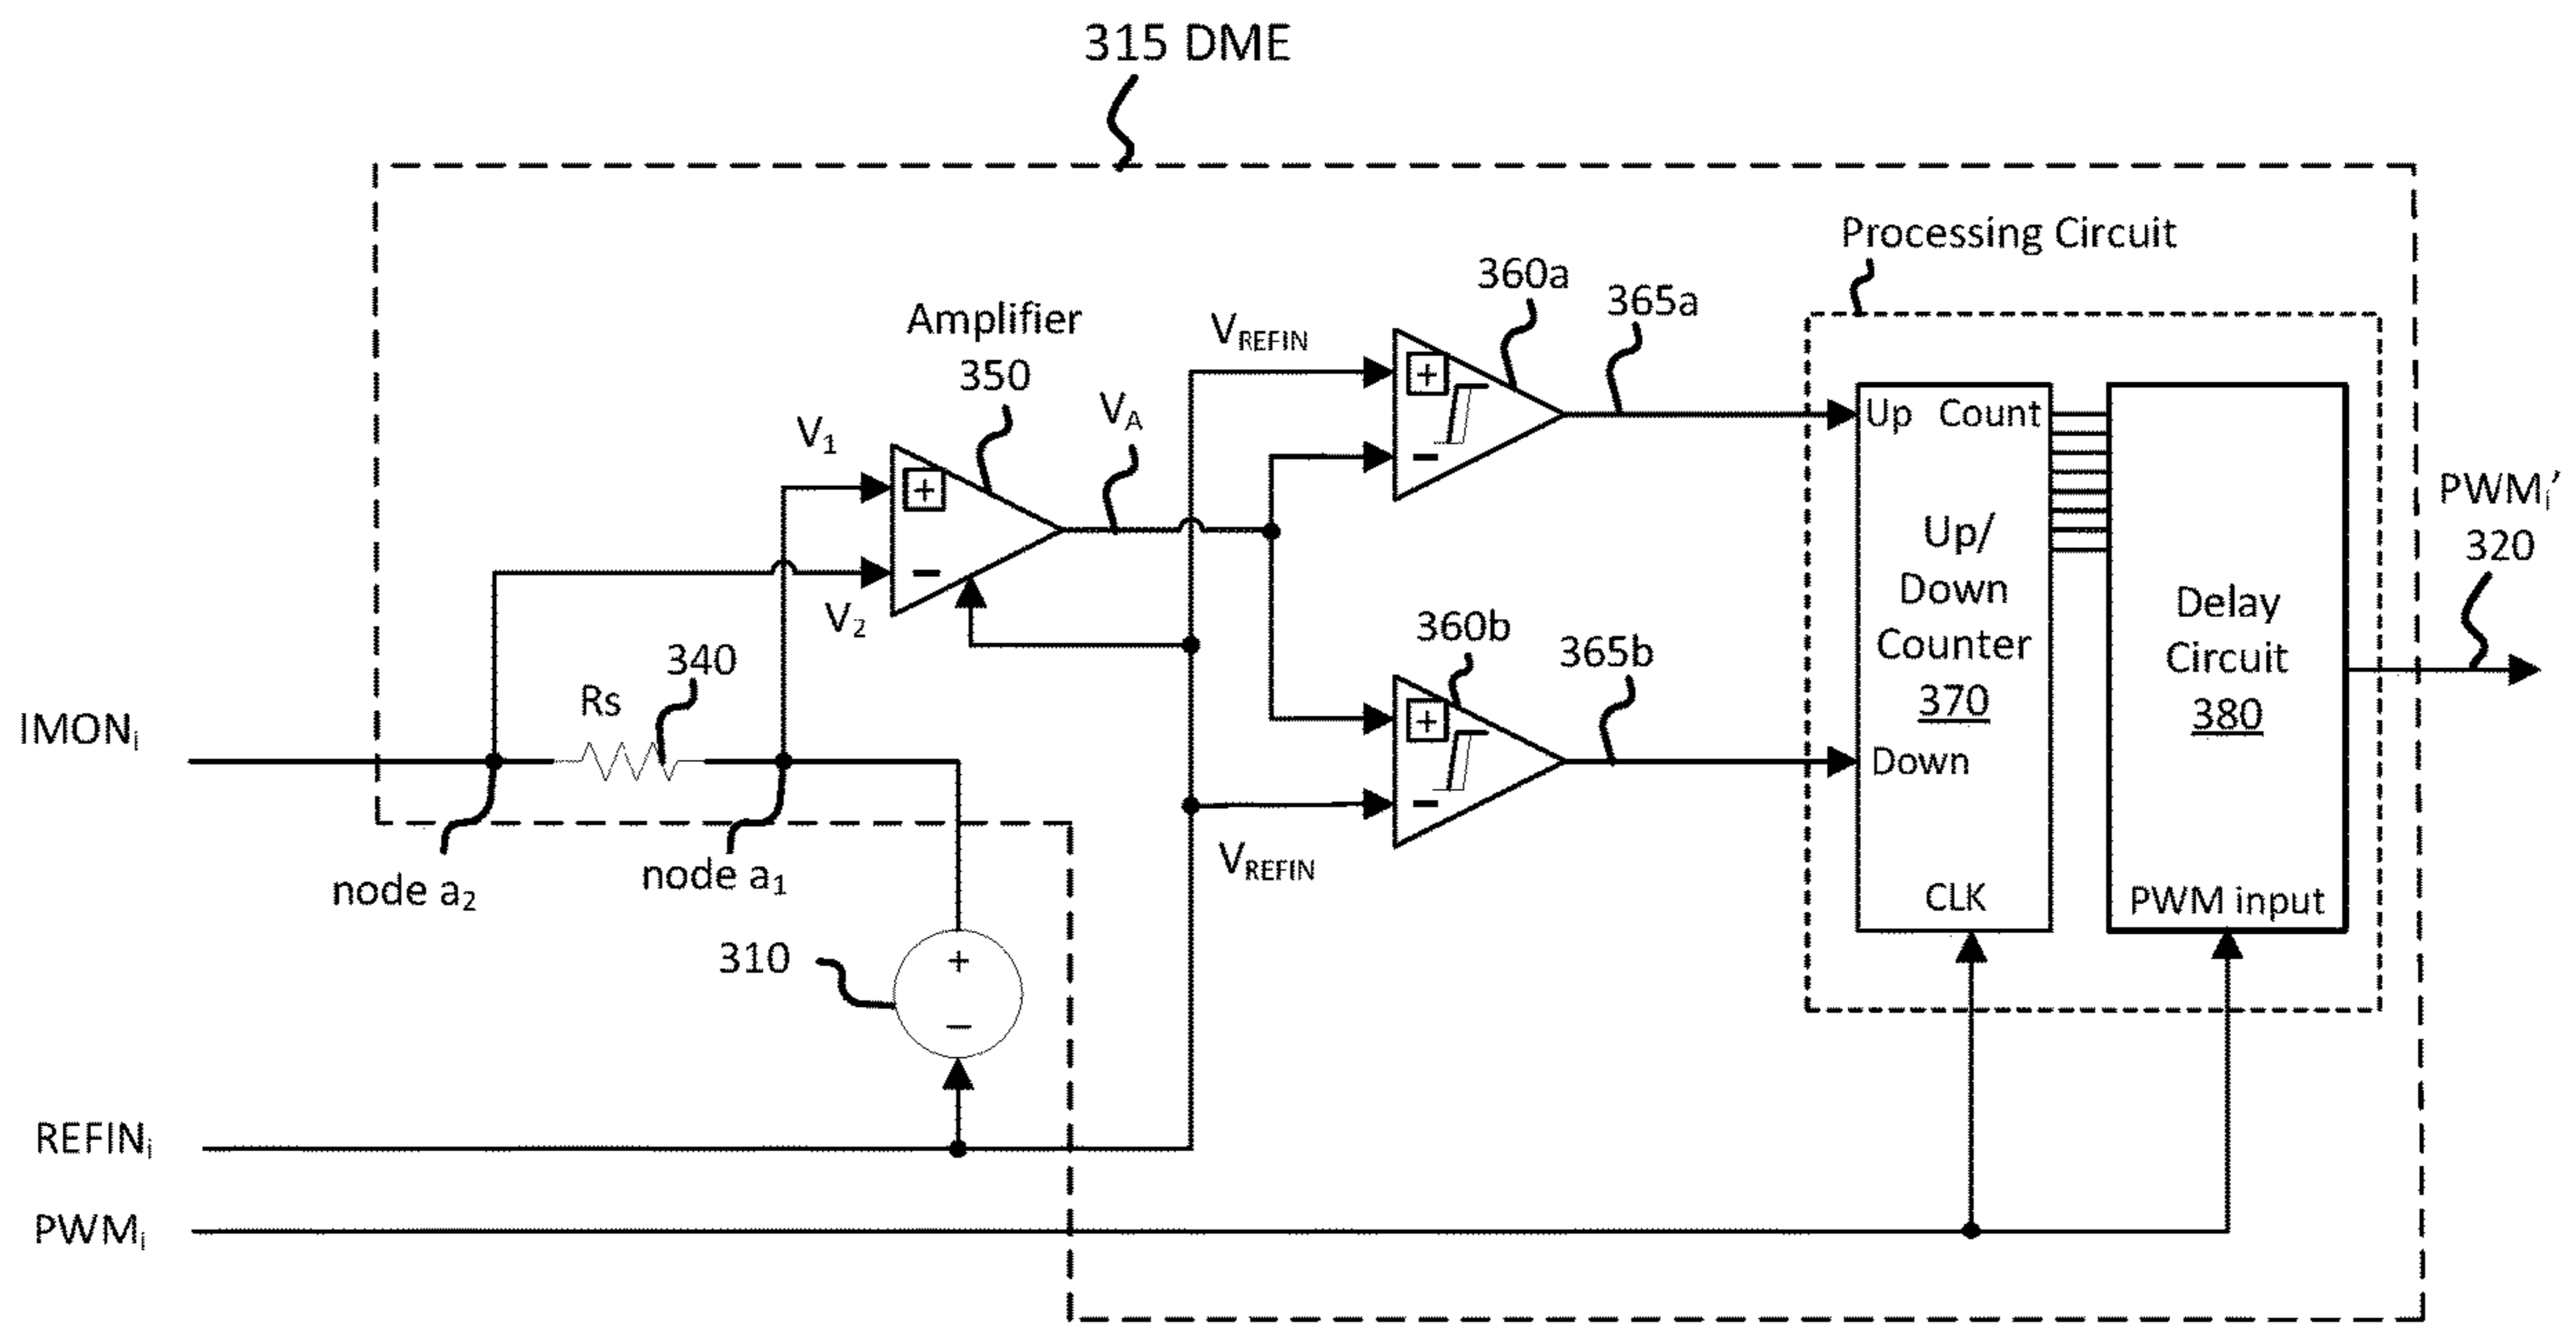 315 DME
Processing Circuit
360a
365a
Amplifier
350
V_REFIN
V_A
V_1
+
−
Up Count
+
−
V_2
PWM_i’
320
Up/
Down
Counter
370
Delay
Circuit
380
360b
365b
340
Rs
IMON_i
+
−
Down
V_REFIN
node a_2
node a_1
CLK
PWM input
310
+
−
REFIN_i
PWM_i